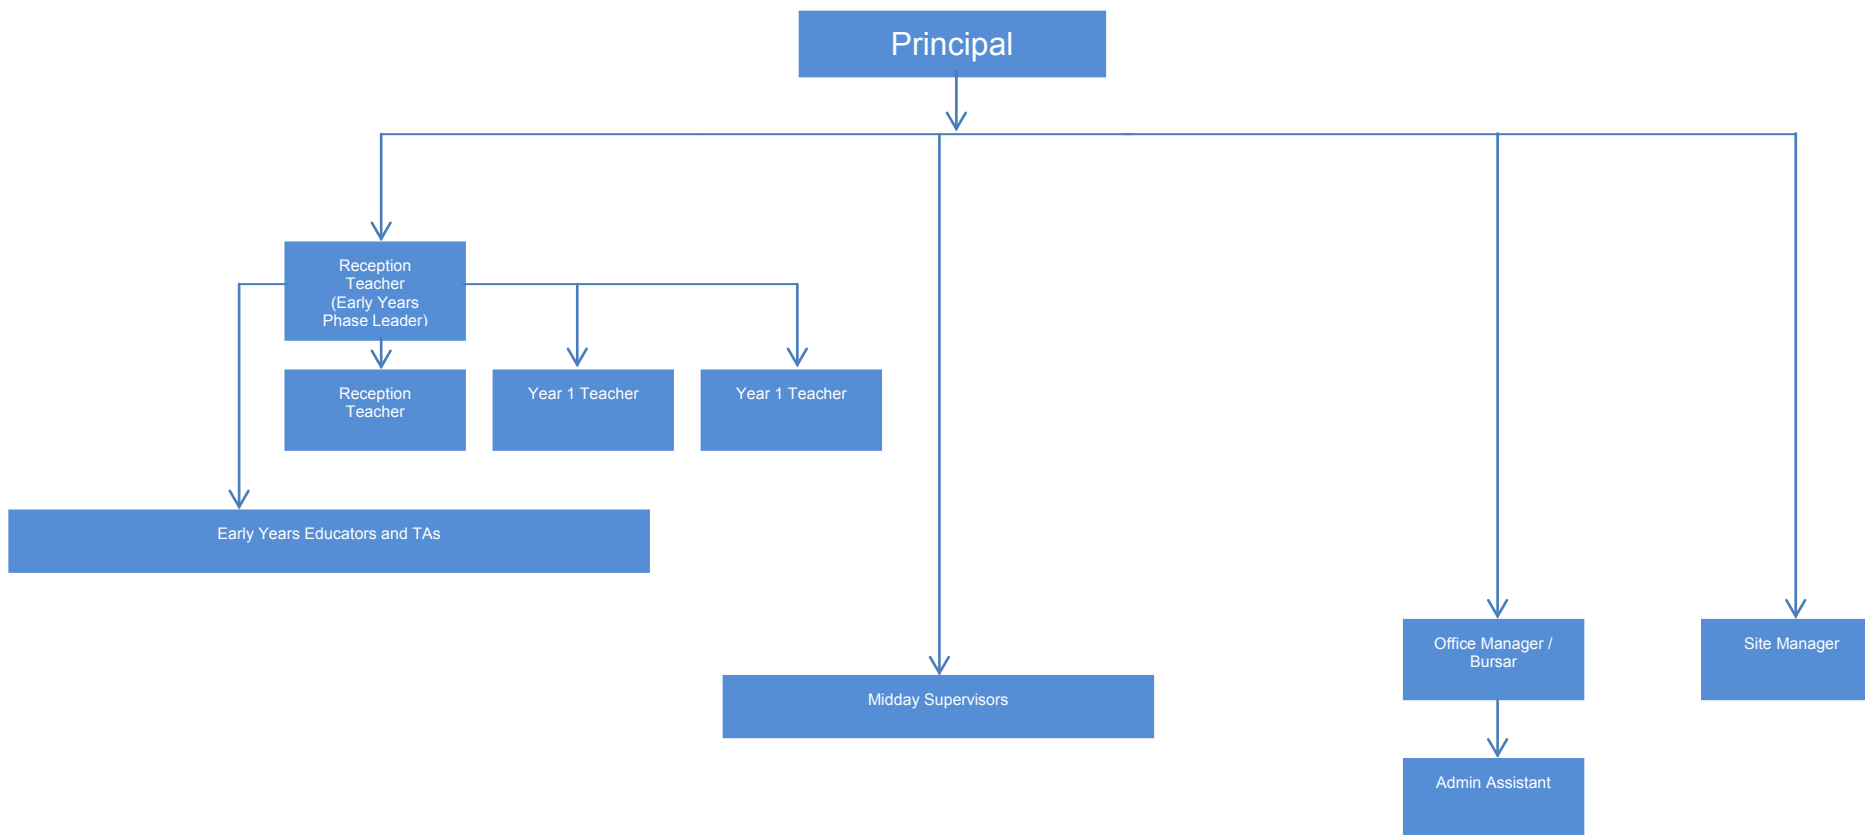 Principal
Reception
Teacher
(Early Years
Phase Leader)
Reception
Teacher
Year 1 Teacher
Year 1 Teacher
Early Years Educators and TAs
Midday Supervisors
Office Manager /
Bursar
Site Manager
Admin Assistant